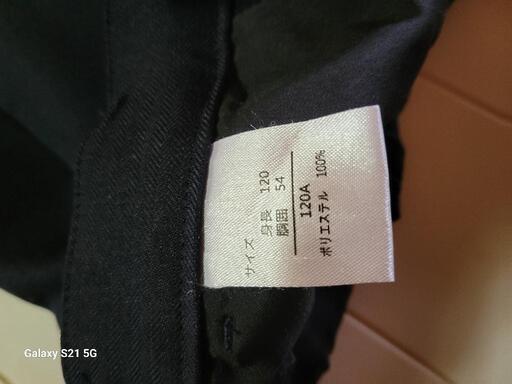 サイズ
身長 120
胴囲 54
120A
ポリエステル 100%
Galaxy S21 5G